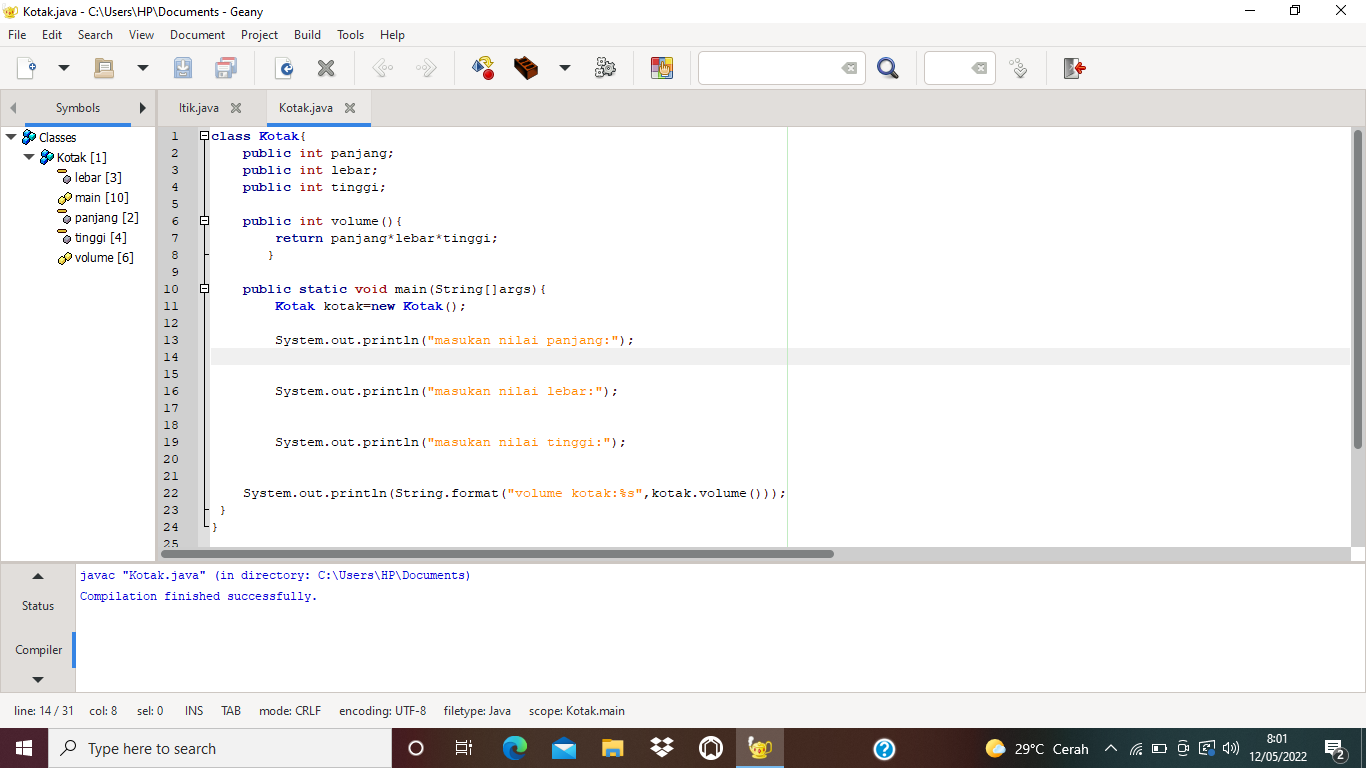 Kotak.java - C:\Users\HP\Documents - Geany
File Edit Search View Document Project Build Tools Help
Symbols
Itik.java
Kotak.java
Classes
Kotak [1]
lebar [3]
main [10]
panjang [2]
tinggi [4]
volume [6]
1 class Kotak{
2 public int panjang;
3 public int lebar;
4 public int tinggi;
5
6 public int volume(){
7 return panjang*lebar*tinggi;
8 }
9
10 public static void main(String[]args){
11 Kotak kotak=new Kotak();
12
13 System.out.println("masukan nilai panjang:");
14
15
16 System.out.println("masukan nilai lebar:");
17
18
19 System.out.println("masukan nilai tinggi:");
20
21
22 System.out.println(String.format("volume kotak:%s",kotak.volume()));
23 }
24 }
25
Status
Compiler
javac "Kotak.java" (in directory: C:\Users\HP\Documents)
Compilation finished successfully.
line: 14 / 31 col: 8 sel: 0 INS TAB mode: CRLF encoding: UTF-8 filetype: Java scope: Kotak.main
Type here to search
29°C Cerah
8:01
12/05/2022
2